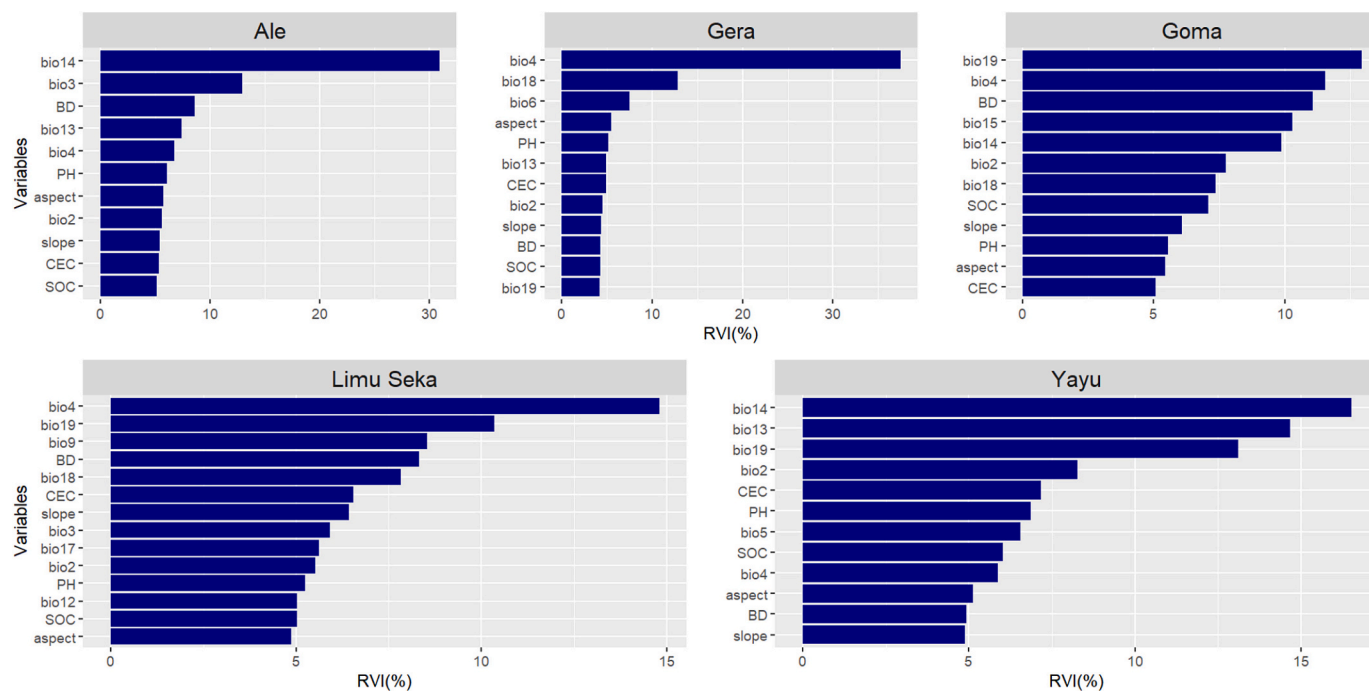 Ale
Variables
bio14
bio3
BD
bio13
bio4
PH
aspect
bio2
slope
CEC
SOC
0 10 20 30
Gera
bio4
bio18
bio6
aspect
PH
bio13
CEC
bio2
slope
BD
SOC
bio19
0 10 20 30
RVI(%)
Goma
bio19
bio4
BD
bio15
bio14
bio2
bio18
SOC
slope
PH
aspect
CEC
0 5 10
Limu Seka
Variables
bio4
bio19
bio9
BD
bio18
CEC
slope
bio3
bio17
bio2
PH
bio12
SOC
aspect
0 5 10 15
RVI(%)
Yayu
bio14
bio13
bio19
bio2
CEC
PH
bio5
SOC
bio4
aspect
BD
slope
0 5 10 15
RVI(%)